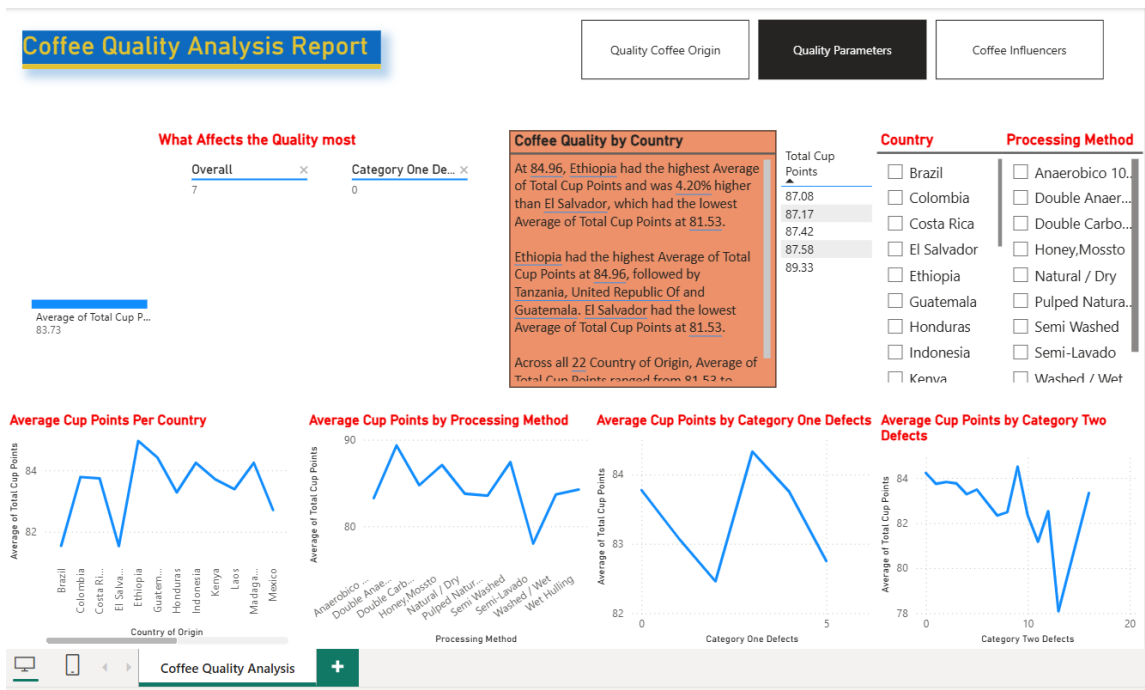 Coffee Quality Analysis Report
Quality Coffee Origin
Quality Parameters
Coffee Influencers
What Affects the Quality most
Overall
7
Category One De...
0
Average of Total Cup P...
83.73
Coffee Quality by Country
At 84.96, Ethiopia had the highest Average
of Total Cup Points and was 4.20% higher
than El Salvador, which had the lowest
Average of Total Cup Points at 81.53.
Ethiopia had the highest Average of Total
Cup Points at 84.96, followed by
Tanzania, United Republic Of and
Guatemala. El Salvador had the lowest
Average of Total Cup Points at 81.53.
Across all 22 Country of Origin, Average of
Total Cup Points ranged from 81.53 to
Total Cup
Points
87.08
87.17
87.42
87.58
89.33
Country
Brazil
Colombia
Costa Rica
El Salvador
Ethiopia
Guatemala
Honduras
Indonesia
Kenya
Processing Method
Anaerobico 10..
Double Anaer...
Double Carbo...
Honey,Mossto
Natural / Dry
Pulped Natura..
Semi Washed
Semi-Lavado
Washed / Wet
Average Cup Points Per Country
Average of Total Cup Points
84
82
Brazil
Colombia
Costa Ri...
El Salva...
Ethiopia
Guatem...
Honduras
Indonesia
Kenya
Laos
Madaga...
Mexico
Country of Origin
Average Cup Points by Processing Method
Average of Total Cup Points
90
80
Anaerobico ...
Double Anae...
Double Carb...
Honey,Mossto
Natural / Dry
Pulped Natur...
Semi Washed
Semi-Lavado
Washed / Wet
Wet Hulling
Processing Method
Average Cup Points by Category One Defects
Average of Total Cup Points
84
83
82
0
5
Category One Defects
Average Cup Points by Category Two
Defects
Average of Total Cup Points
84
82
80
78
0
10
20
Category Two Defects
Coffee Quality Analysis